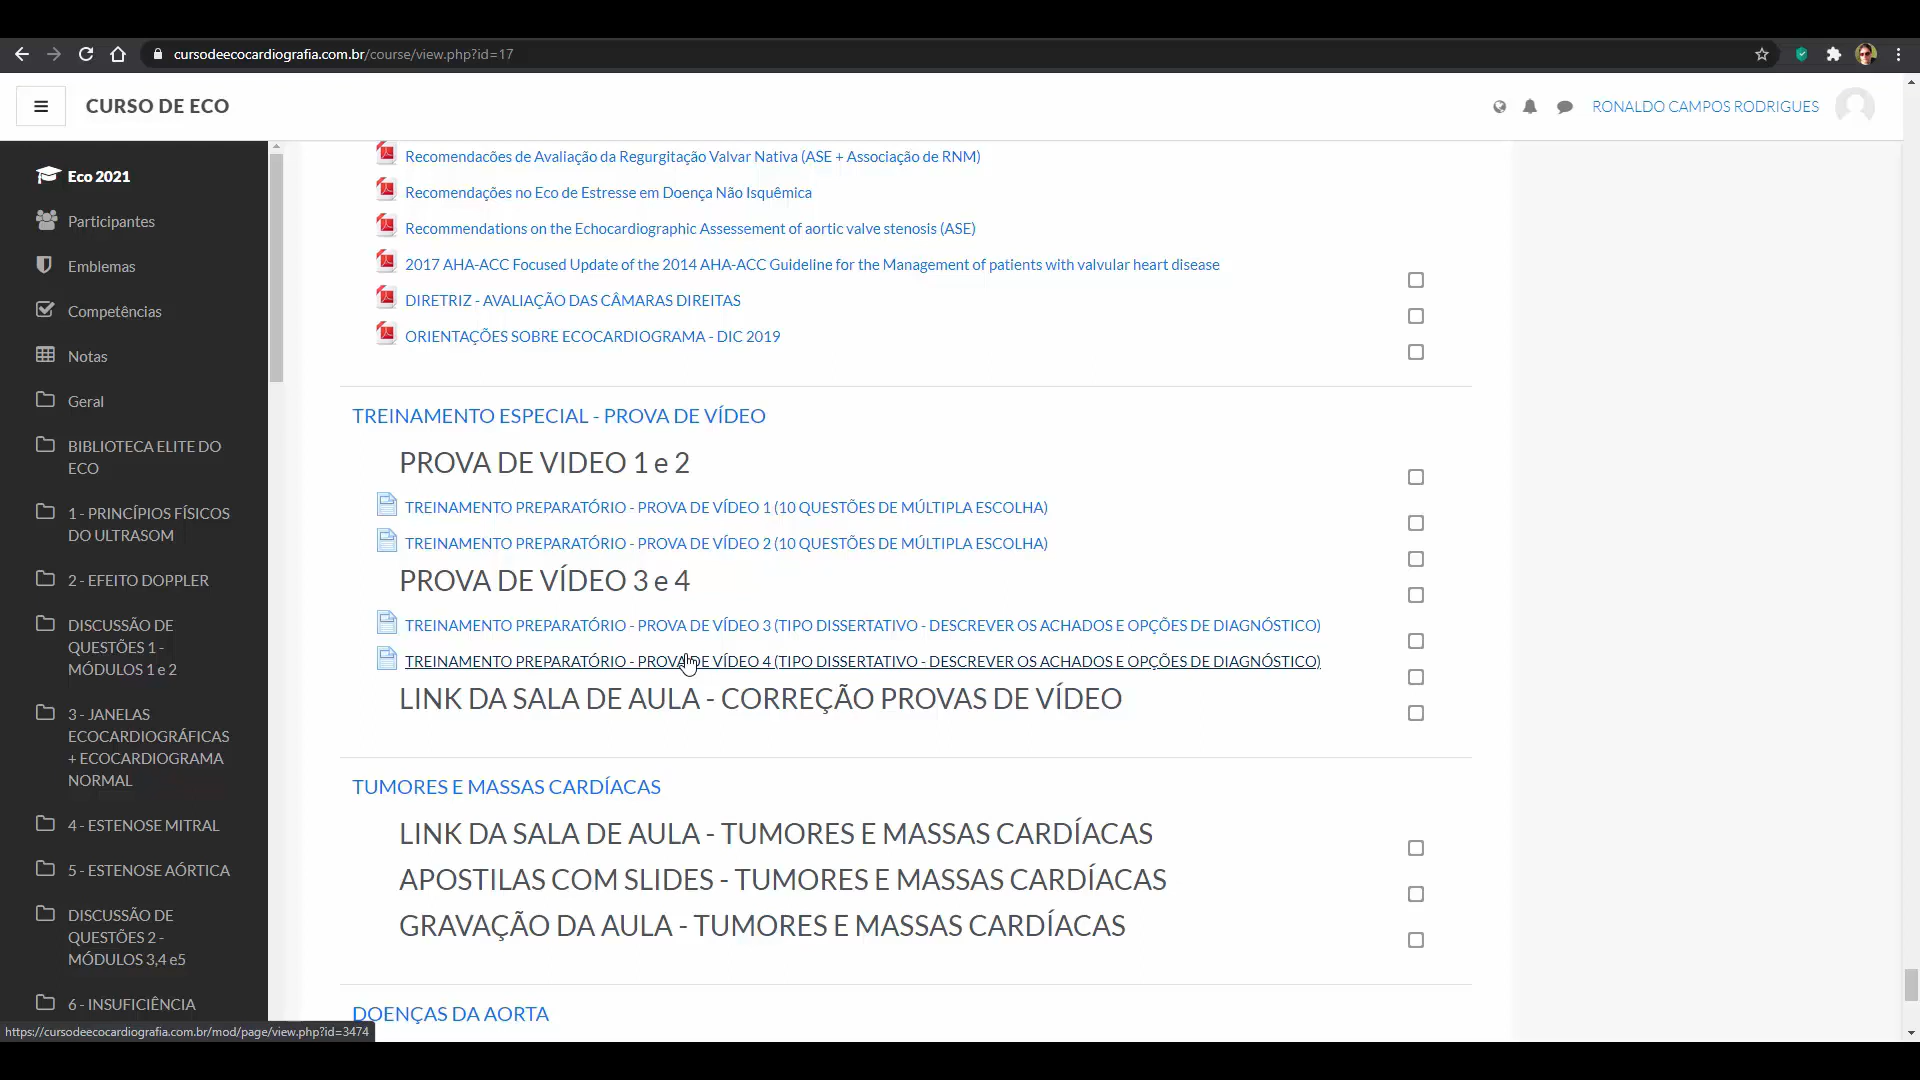 cursodeecocardiografia.com.br/course/view.php?id=17
CURSO DE ECO
RONALDO CAMPOS RODRIGUES
Eco 2021
Participantes
Emblemas
Competências
Notas
Geral
BIBLIOTECA ELITE DO
ECO
1 - PRINCÍPIOS FÍSICOS
DO ULTRASOM
2 - EFEITO DOPPLER
DISCUSSÃO DE
QUESTÕES 1 -
MÓDULOS 1 e 2
3 - JANELAS
ECOCARDIOGRÁFICAS
+ ECOCARDIOGRAMA
NORMAL
4 - ESTENOSE MITRAL
5 - ESTENOSE AÓRTICA
DISCUSSÃO DE
QUESTÕES 2 -
MÓDULOS 3,4 e5
6 - INSUFICIÊNCIA
Recomendacões de Avaliação da Regurgitação Valvar Nativa (ASE + Associação de RNM)
Recomendações no Eco de Estresse em Doença Não Isquêmica
Recommendations on the Echocardiographic Assessement of aortic valve stenosis (ASE)
2017 AHA-ACC Focused Update of the 2014 AHA-ACC Guideline for the Management of patients with valvular heart disease
DIRETRIZ - AVALIAÇÃO DAS CÂMARAS DIREITAS
ORIENTAÇÕES SOBRE ECOCARDIOGRAMA - DIC 2019
TREINAMENTO ESPECIAL - PROVA DE VÍDEO
PROVA DE VIDEO 1 e 2
TREINAMENTO PREPARATÓRIO - PROVA DE VÍDEO 1 (10 QUESTÕES DE MÚLTIPLA ESCOLHA)
TREINAMENTO PREPARATÓRIO - PROVA DE VÍDEO 2 (10 QUESTÕES DE MÚLTIPLA ESCOLHA)
PROVA DE VÍDEO 3 e 4
TREINAMENTO PREPARATÓRIO - PROVA DE VÍDEO 3 (TIPO DISSERTATIVO - DESCREVER OS ACHADOS E OPÇÕES DE DIAGNÓSTICO)
TREINAMENTO PREPARATÓRIO - PROVA DE VÍDEO 4 (TIPO DISSERTATIVO - DESCREVER OS ACHADOS E OPÇÕES DE DIAGNÓSTICO)
LINK DA SALA DE AULA - CORREÇÃO PROVAS DE VÍDEO
TUMORES E MASSAS CARDÍACAS
LINK DA SALA DE AULA - TUMORES E MASSAS CARDÍACAS
APOSTILAS COM SLIDES - TUMORES E MASSAS CARDÍACAS
GRAVAÇÃO DA AULA - TUMORES E MASSAS CARDÍACAS
DOENÇAS DA AORTA
https://cursodeecocardiografia.com.br/mod/page/view.php?id=3474